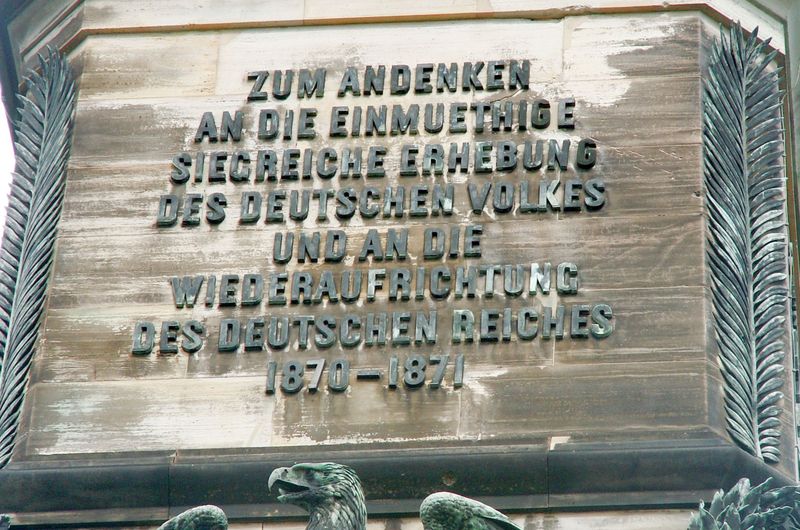 ZUM ANDENKEN
AN DIE EINMUETHIGE
SIEGREICHE ERHEBUNG
DES DEUTSCHEN VOLKES
UND AN DIE
WIEDERAUFRICHTUNG
DES DEUTSCHEN REICHES
1870–1871